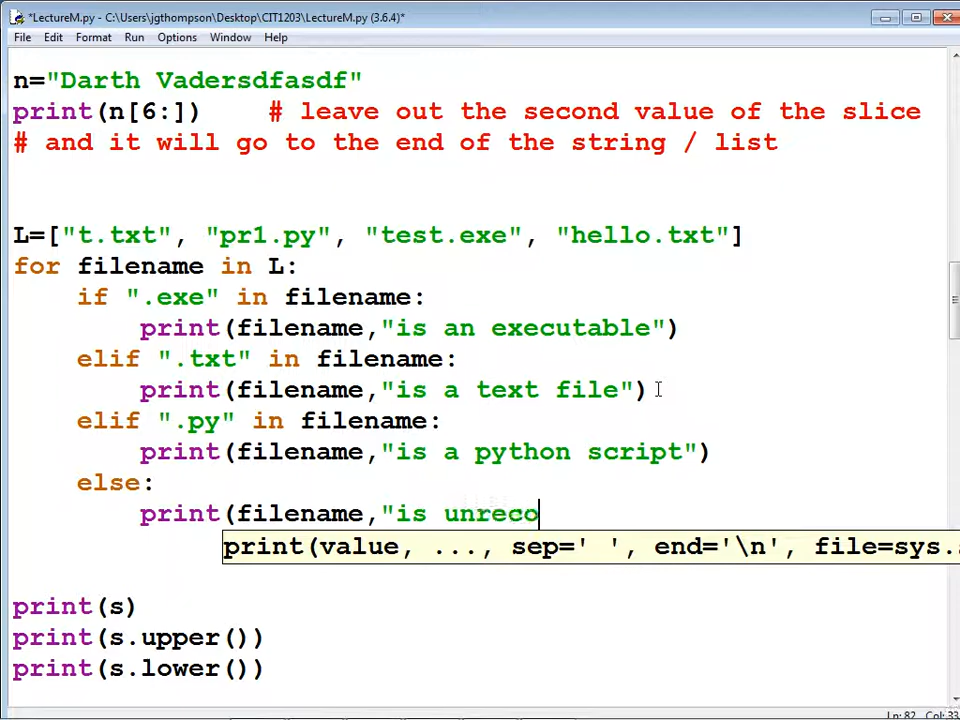 *LectureM.py - C:\Users\jgthompson\Desktop\CIT1203\LectureM.py (3.6.4)*
File Edit Format Run Options Window Help
n="Darth Vadersdfasdf"
print(n[6:])    # leave out the second value of the slice
# and it will go to the end of the string / list
L=["t.txt", "pr1.py", "test.exe", "hello.txt"]
for filename in L:
    if ".exe" in filename:
        print(filename,"is an executable")
    elif ".txt" in filename:
        print(filename,"is a text file")
    elif ".py" in filename:
        print(filename,"is a python script")
    else:
        print(filename,"is unreco
print(value, ..., sep=' ', end='\n', file=sys.
print(s)
print(s.upper())
print(s.lower())
Ln: 82 Col: 33